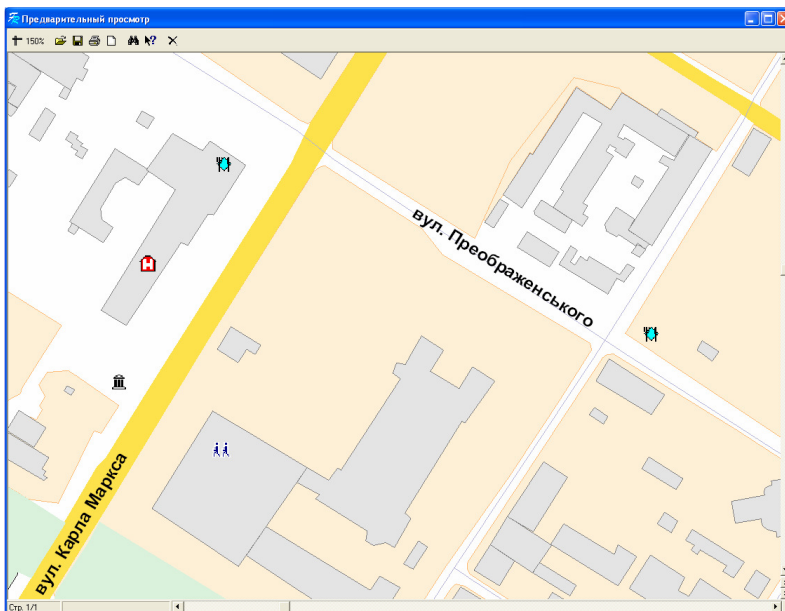 Предварительный просмотр
150%
вул. Преображенського
вул. Карла Маркса
Стр. 1/1